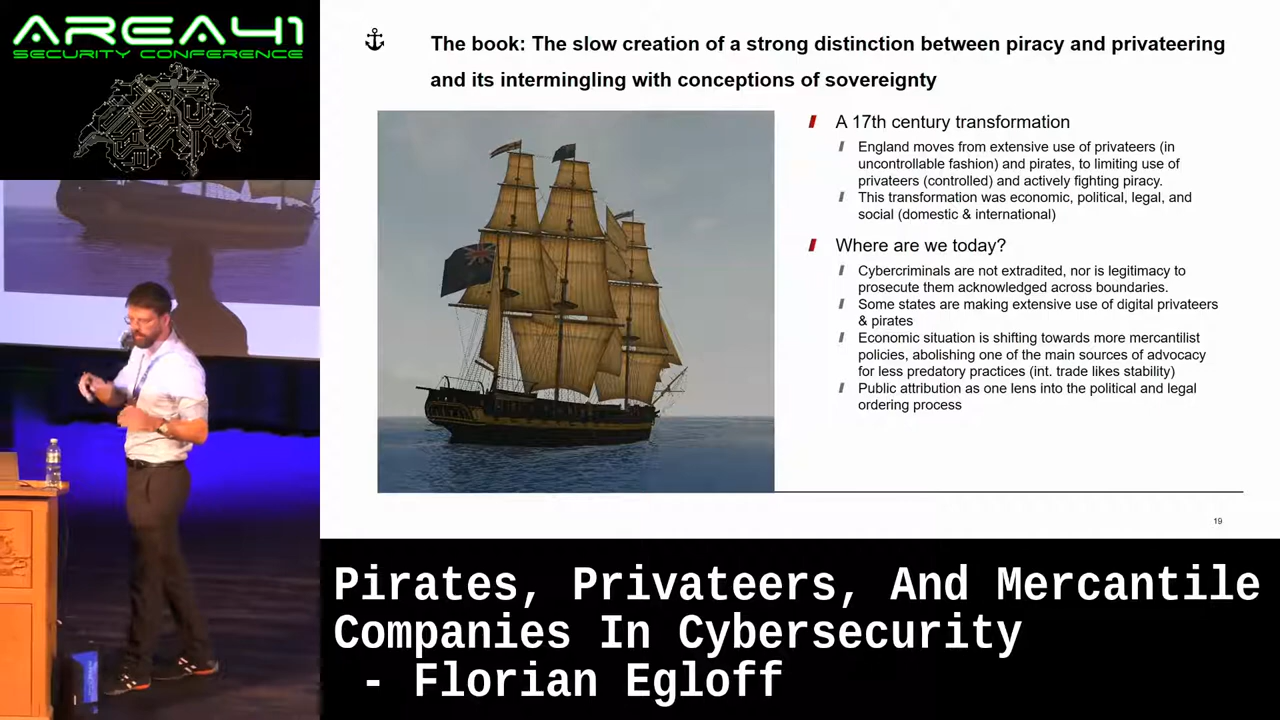 AREA41
SECURITY CONFERENCE
The book: The slow creation of a strong distinction between piracy and privateering
and its intermingling with conceptions of sovereignty
A 17th century transformation
England moves from extensive use of privateers (in
uncontrollable fashion) and pirates, to limiting use of
privateers (controlled) and actively fighting piracy.
This transformation was economic, political, legal, and
social (domestic & international)
Where are we today?
Cybercriminals are not extradited, nor is legitimacy to
prosecute them acknowledged across boundaries.
Some states are making extensive use of digital privateers
& pirates
Economic situation is shifting towards more mercantilist
policies, abolishing one of the main sources of advocacy
for less predatory practices (int. trade likes stability)
Public attribution as one lens into the political and legal
ordering process
19
Pirates, Privateers, And Mercantile
Companies In Cybersecurity
- Florian Egloff